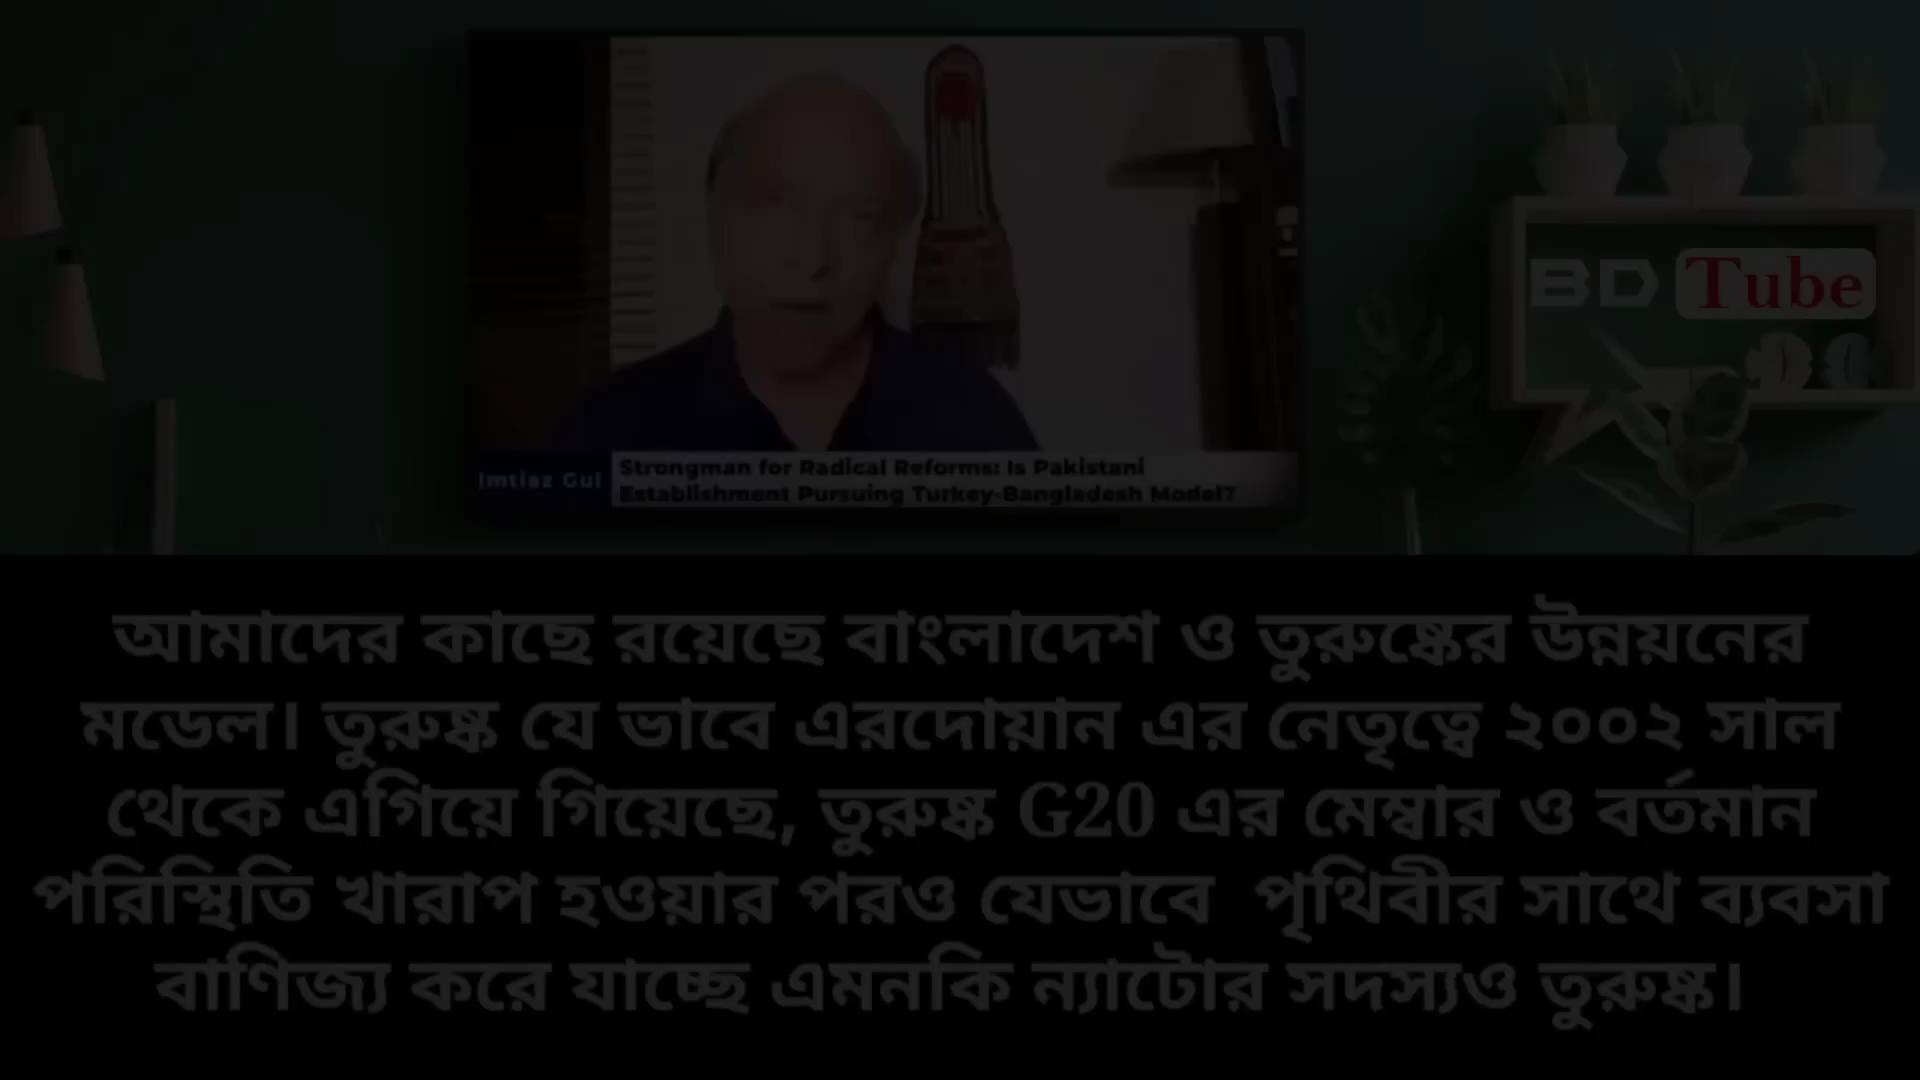 BD Tube
Imtiaz Gul
Strongman for Radical Reforms: Is Pakistani
Establishment Pursuing Turkey-Bangladesh Model?
আমাদের কাছে রয়েছে বাংলাদেশ ও তুরুষ্কের উন্নয়নের
মডেল। তুরুষ্ক যে ভাবে এরদোয়ান এর নেতৃত্বে ২০০২ সাল
থেকে এগিয়ে গিয়েছে, তুরুষ্ক G20 এর মেম্বার ও বর্তমান
পরিস্থিতি খারাপ হওয়ার পরও যেভাবে পৃথিবীর সাথে ব্যবসা
বাণিজ্য করে যাচ্ছে এমনকি ন্যাটোর সদস্যও তুরুষ্ক।